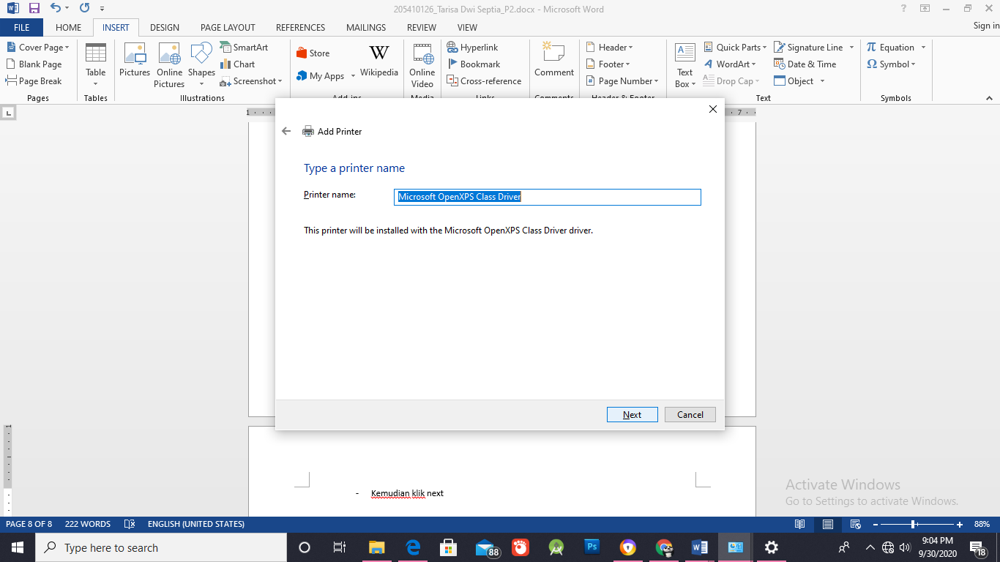 205410126_Tarisa Dwi Septia_P2.docx - Microsoft Word
Sign in
FILE HOME INSERT DESIGN PAGE LAYOUT REFERENCES MAILINGS REVIEW VIEW
Cover Page
Blank Page
Page Break
Pages
Table
Tables
Pictures
Online Pictures
Shapes
SmartArt
Chart
Screenshot
Illustrations
Store
My Apps
W
Wikipedia
Add-ins
Online Video
Media
Hyperlink
Bookmark
Cross-reference
Links
Comment
Comments
Header
Footer
Page Number
Header & Footer
Text Box
Quick Parts
WordArt
Drop Cap
Signature Line
Date & Time
Object
Text
Equation
Symbol
Symbols
1
7
Add Printer
Type a printer name
Printer name: Microsoft OpenXPS Class Driver
This printer will be installed with the Microsoft OpenXPS Class Driver driver.
Next Cancel
- Kemudian klik next
Activate Windows
Go to Settings to activate Windows.
PAGE 8 OF 8 222 WORDS ENGLISH (UNITED STATES) 88%
Type here to search
88
Ps
9:04 PM
9/30/2020
18